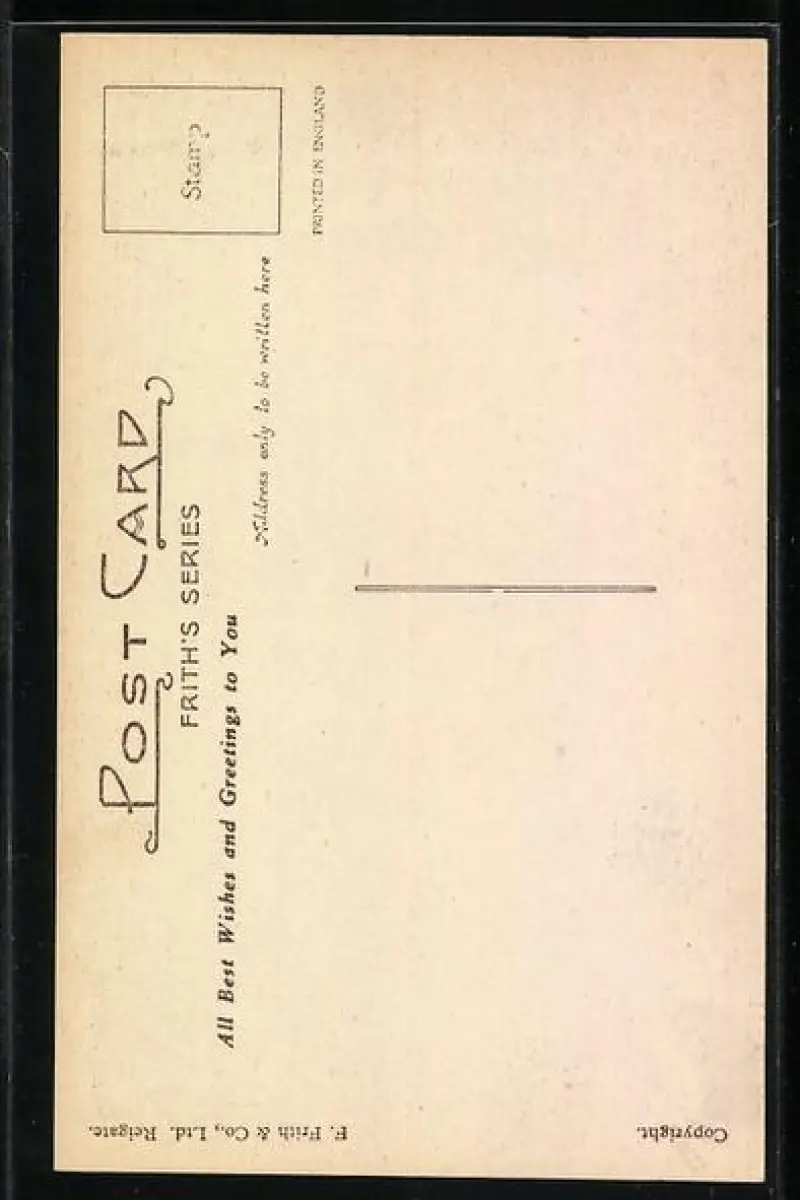 POST CARD
FRITH'S SERIES
All Best Wishes and Greetings to You
Address only to be written here
Stamp
PRINTED IN ENGLAND
F. Frith & Co., Ltd. Reigate.
Copyright.